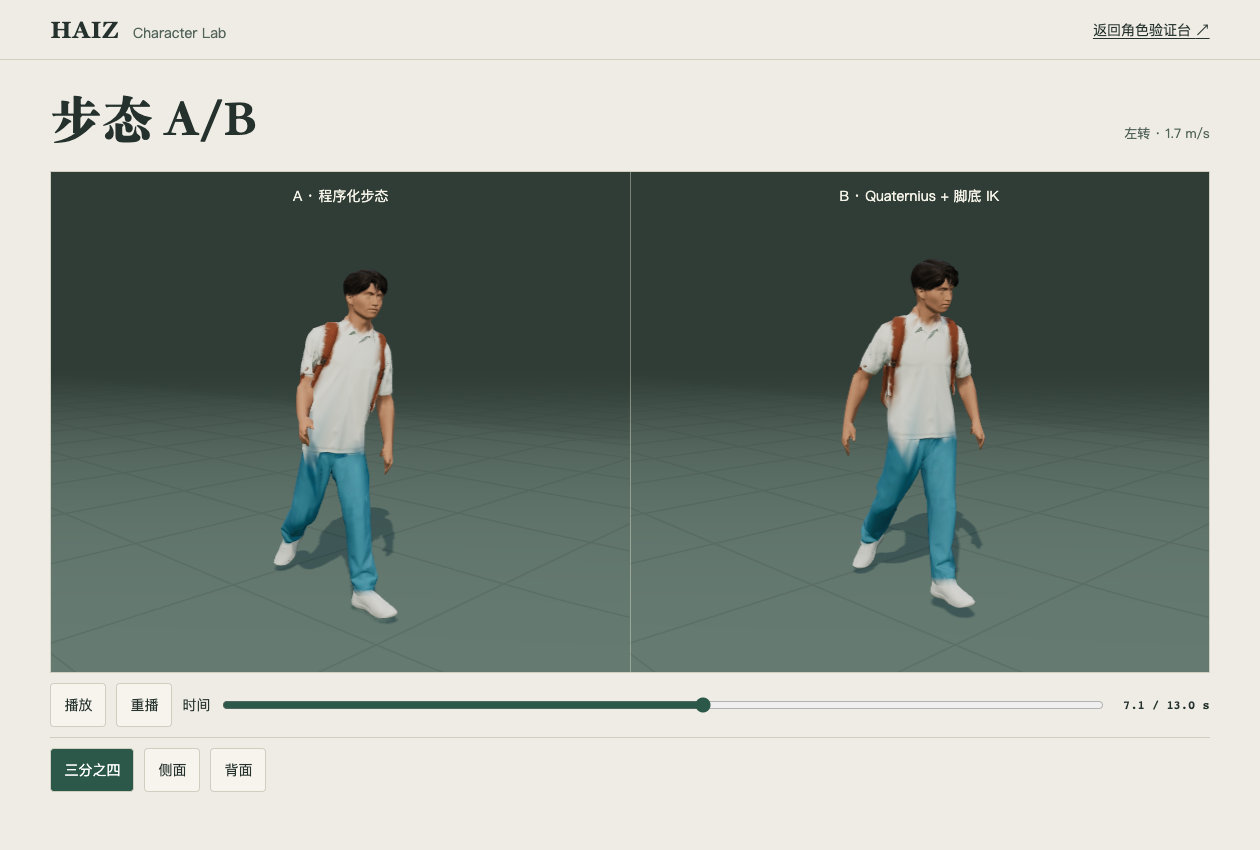 HAIZ Character Lab
返回角色验证台 ↗
步态 A/B
左转 · 1.7 m/s
A · 程序化步态
B · Quaternius + 脚底 IK
播放
重播
时间
7.1 / 13.0 s
三分之四
侧面
背面